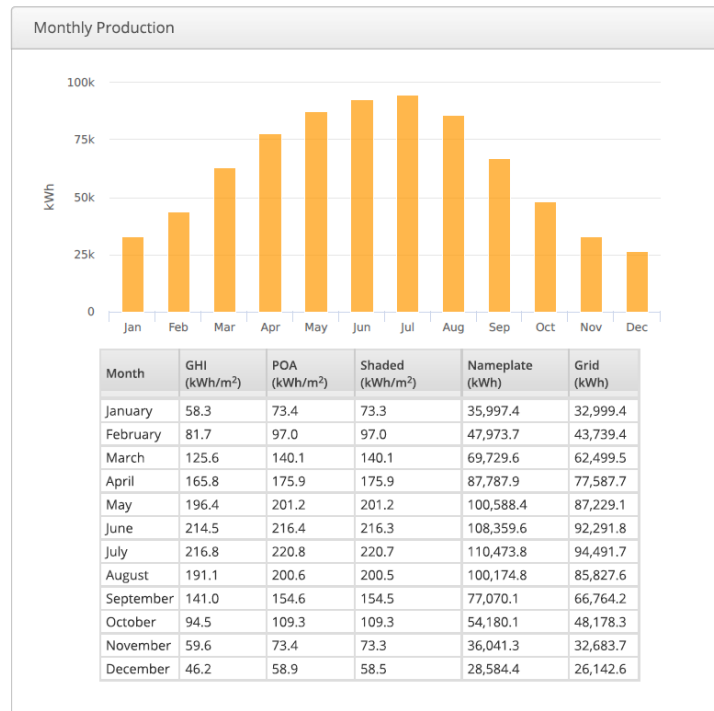 Monthly Production
100k
75k
50k
25k
0
kWh
Jan Feb Mar Apr May Jun Jul Aug Sep Oct Nov Dec
Month GHI (kWh/m²) POA (kWh/m²) Shaded (kWh/m²) Nameplate (kWh) Grid (kWh)
January 58.3 73.4 73.3 35,997.4 32,999.4
February 81.7 97.0 97.0 47,973.7 43,739.4
March 125.6 140.1 140.1 69,729.6 62,499.5
April 165.8 175.9 175.9 87,787.9 77,587.7
May 196.4 201.2 201.2 100,588.4 87,229.1
June 214.5 216.4 216.3 108,359.6 92,291.8
July 216.8 220.8 220.7 110,473.8 94,491.7
August 191.1 200.6 200.5 100,174.8 85,827.6
September 141.0 154.6 154.5 77,070.1 66,764.2
October 94.5 109.3 109.3 54,180.1 48,178.3
November 59.6 73.4 73.3 36,041.3 32,683.7
December 46.2 58.9 58.5 28,584.4 26,142.6